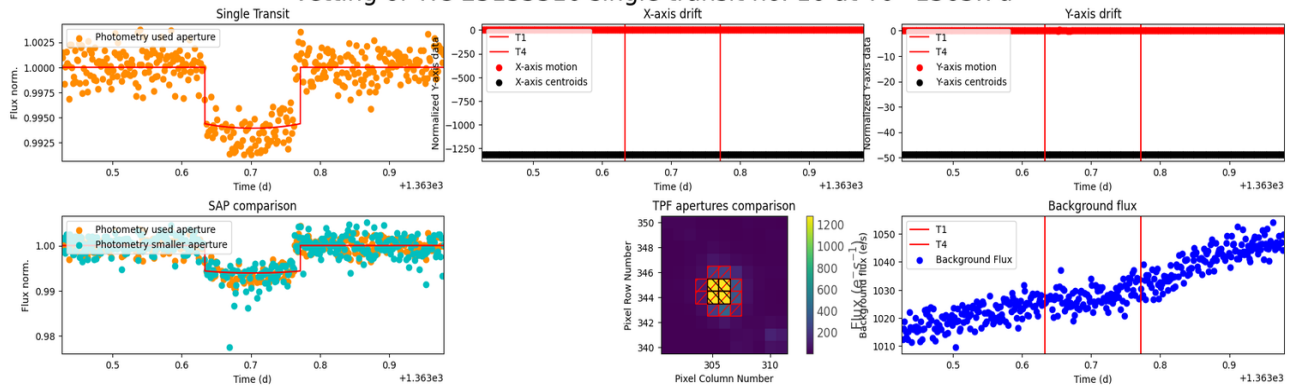 Single Transit
X-axis drift
Y-axis drift
Photometry used aperture
1.0025
1.0000
0.9975
0.9950
0.9925
Flux norm.
0.5
0.6
0.7
0.8
0.9
Time (d)
+1.363e3
T1
T4
X-axis motion
X-axis centroids
0
−250
−500
−750
−1000
−1250
Normalized Y-axis data
0.5
0.6
0.7
0.8
0.9
Time (d)
+1.363e3
T1
T4
Y-axis motion
Y-axis centroids
0
−10
−20
−30
−40
−50
Normalized Y-axis data
0.5
0.6
0.7
0.8
0.9
Time (d)
+1.363e3
SAP comparison
TPF apertures comparison
Background flux
Photometry used aperture
Photometry smaller aperture
1.00
0.99
0.98
Flux norm.
0.5
0.6
0.7
0.8
0.9
Time (d)
+1.363e3
350
348
346
344
342
340
Pixel Row Number
305
310
Pixel Column Number
1200
1000
800
600
400
200
Flux (e⁻s⁻¹)
T1
T4
Background Flux
1050
1040
1030
1020
1010
Background flux (e/s)
0.5
0.6
0.7
0.8
0.9
Time (d)
+1.363e3